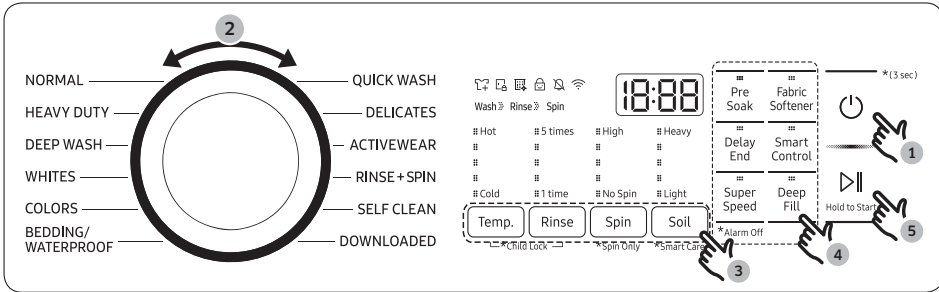 2
NORMAL
HEAVY DUTY
DEEP WASH
WHITES
COLORS
BEDDING/
WATERPROOF
QUICK WASH
DELICATES
ACTIVEWEAR
RINSE + SPIN
SELF CLEAN
DOWNLOADED
18:88
Wash Rinse Spin
Hot 5 times High Heavy
Cold 1 time No Spin Light
Temp. Rinse Spin Soil
*Child Lock *Spin Only *Smart Care
3
Pre
Soak
Fabric
Softener
Delay
End
Smart
Control
Super
Speed
Deep
Fill
*Alarm Off
4
*(3 sec)
1
Hold to Start
5